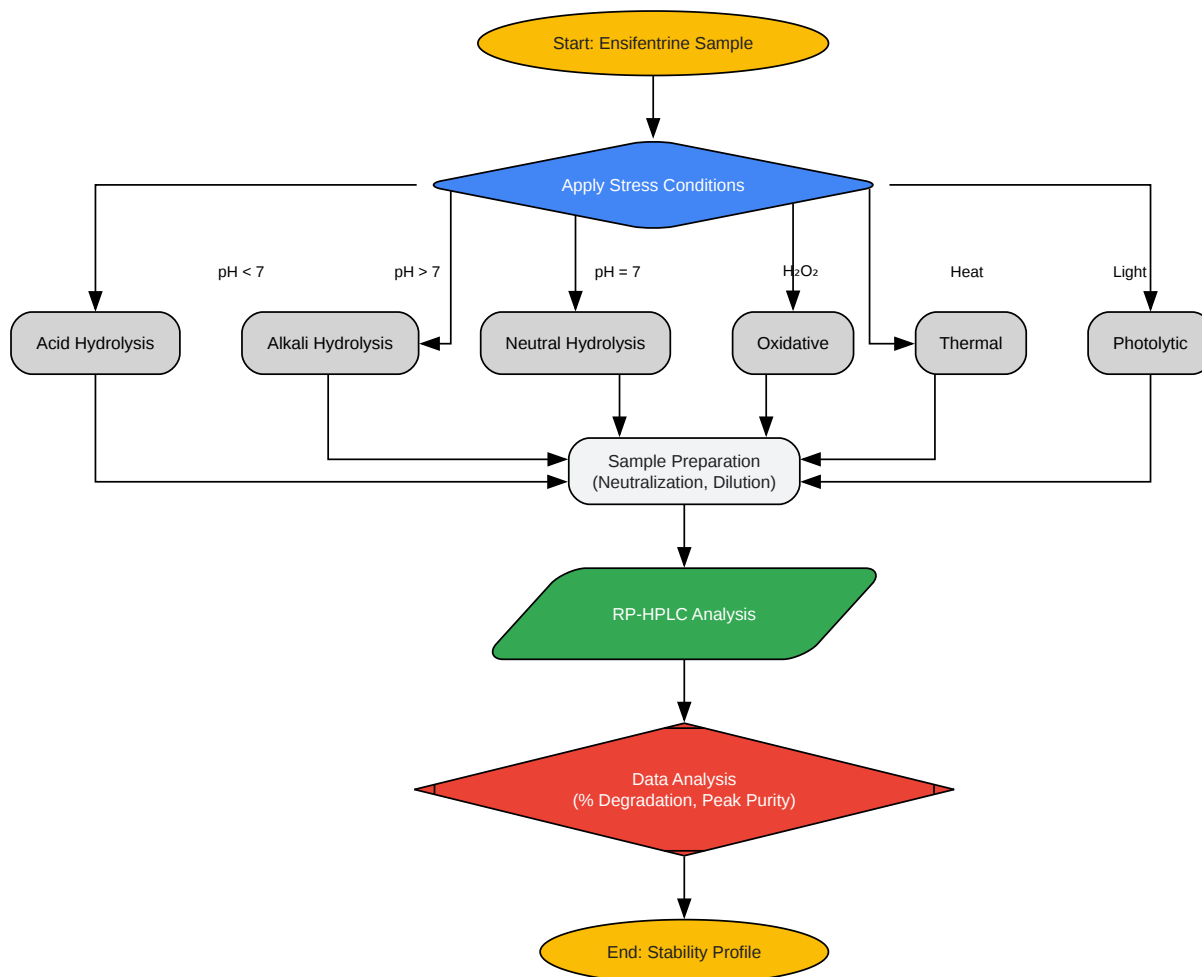 Start: Ensifentrine Sample
Apply Stress Conditions
pH < 7
pH > 7
pH = 7
H₂O₂
Heat
Light
Acid Hydrolysis
Alkali Hydrolysis
Neutral Hydrolysis
Oxidative
Thermal
Photolytic
Sample Preparation
(Neutralization, Dilution)
RP-HPLC Analysis
Data Analysis
(% Degradation, Peak Purity)
End: Stability Profile